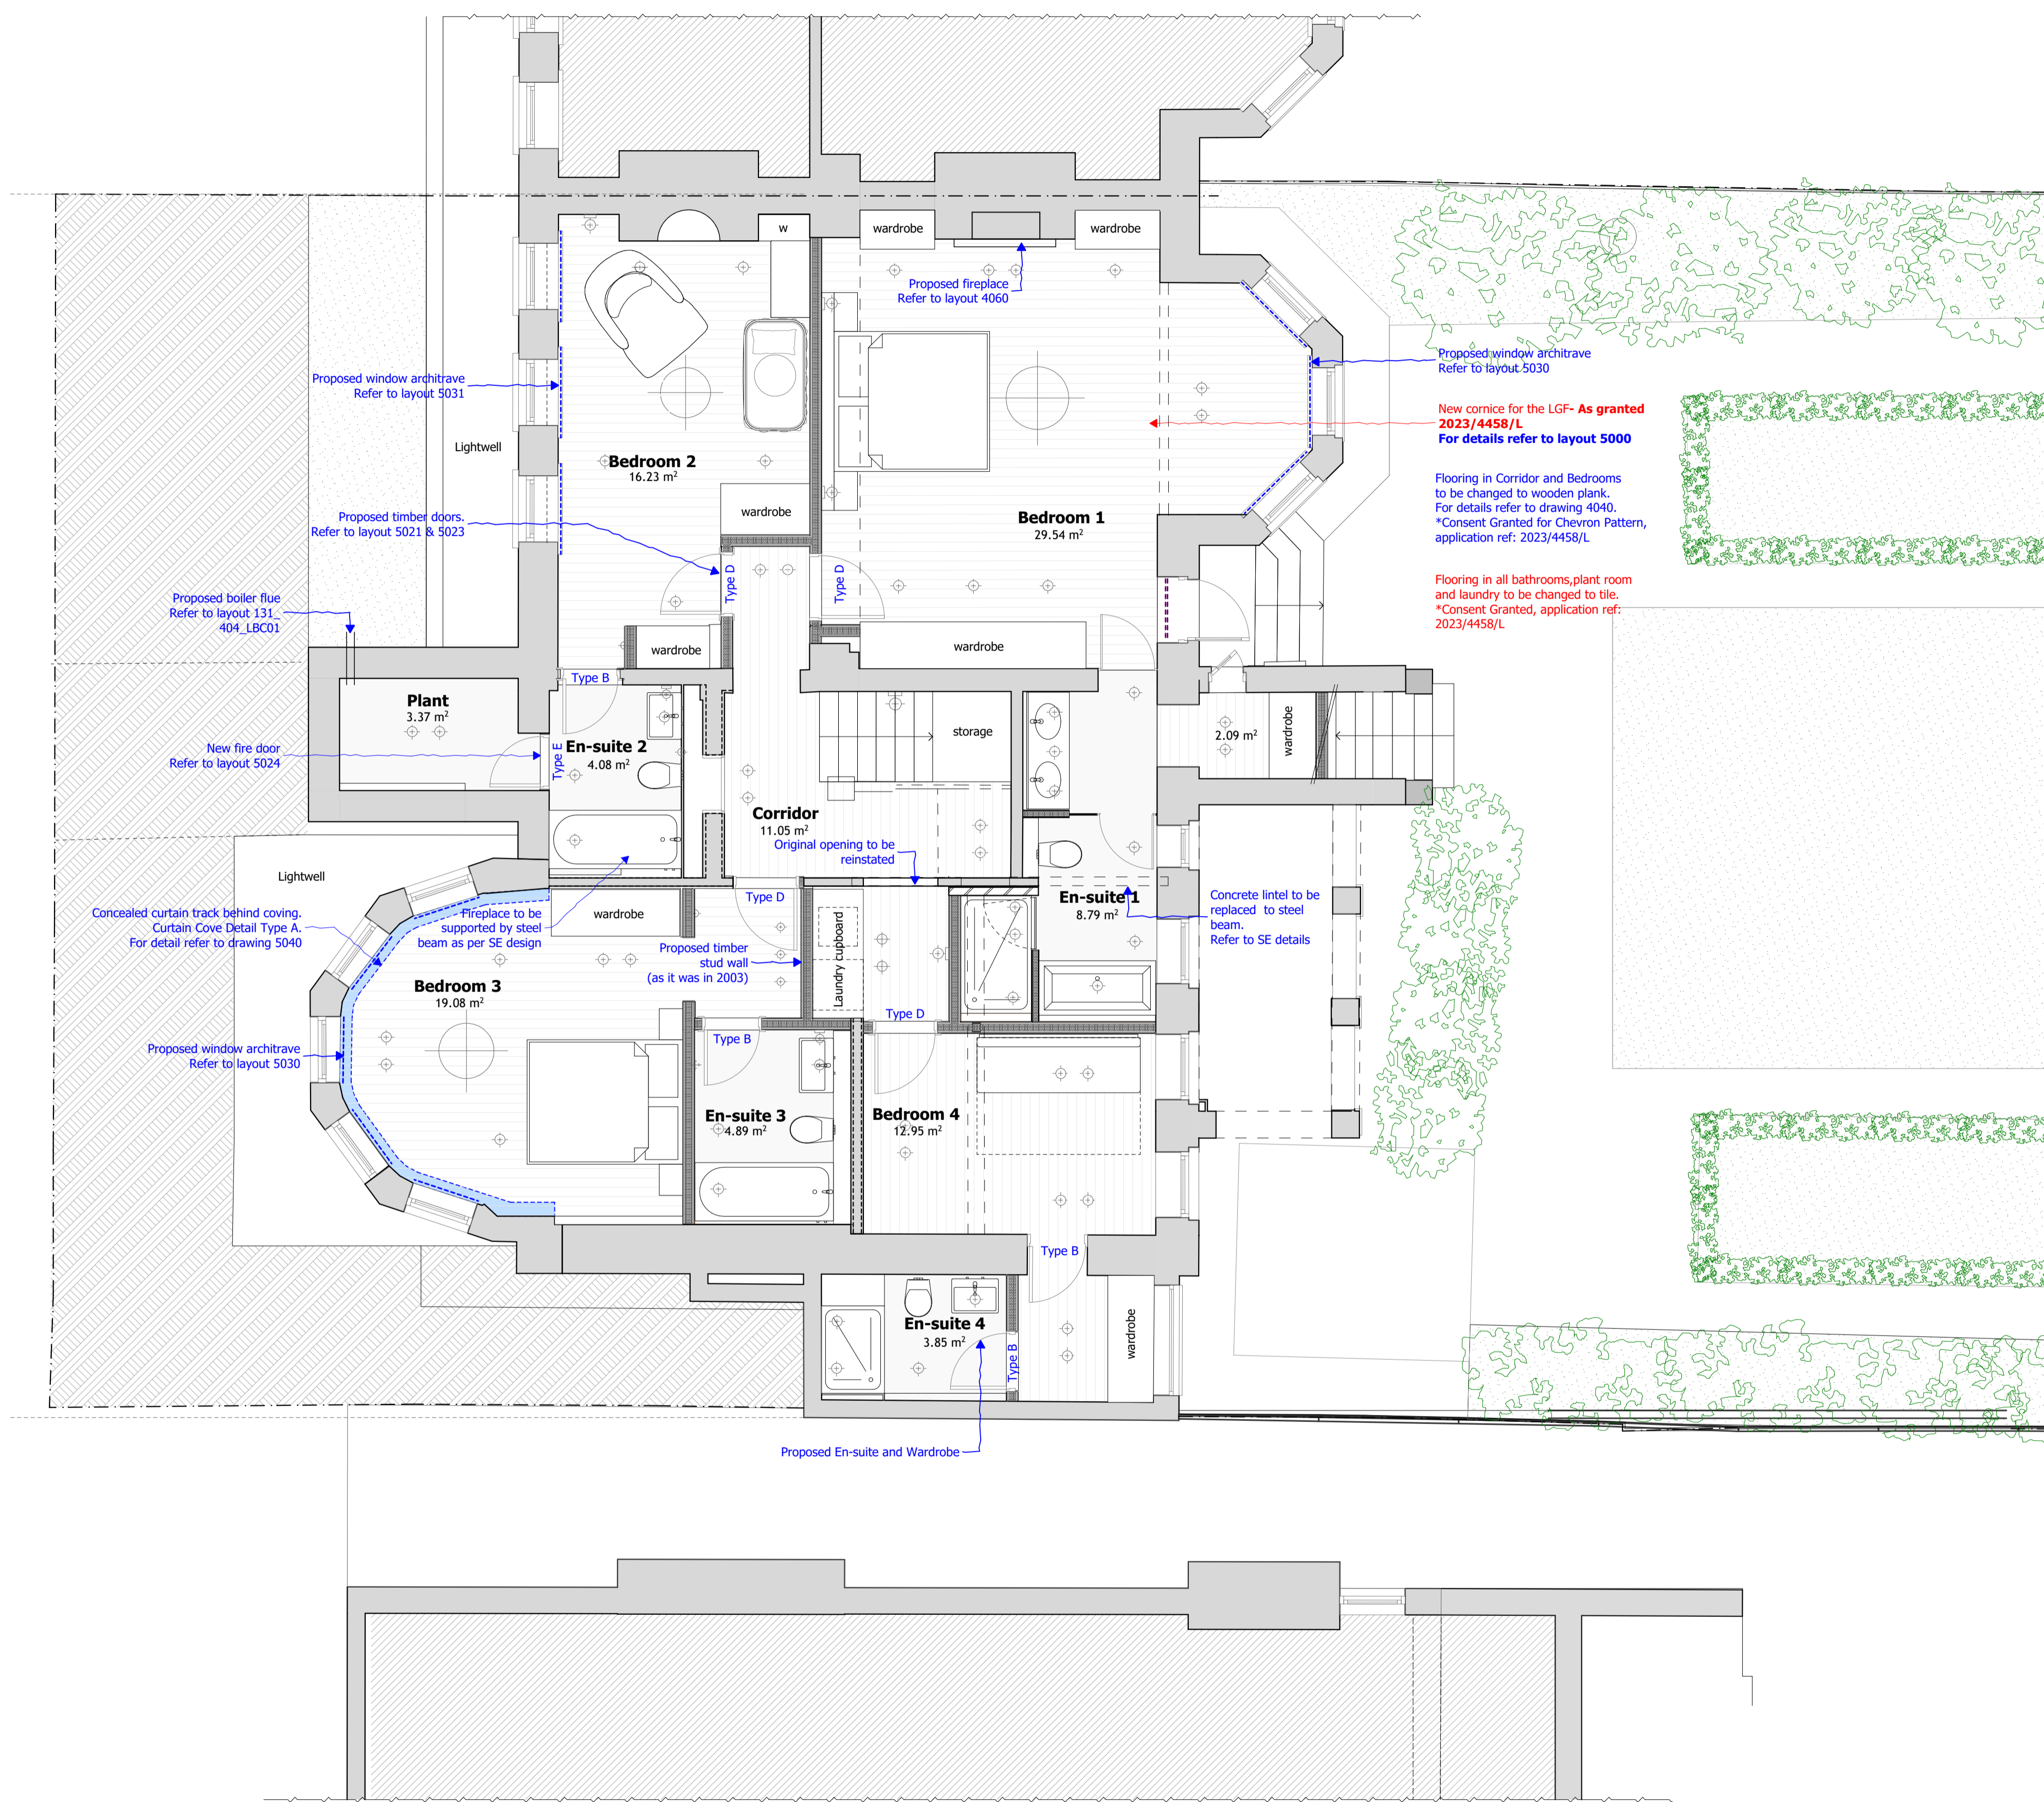 w
wardrobe
wardrobe
Proposed fireplace
Refer to layout 4060
Proposed window architrave
Refer to layout 5031
Proposed window architrave
Refer to layout 5030
New cornice for the LGF- As granted
2023/4458/L
For details refer to layout 5000
Lightwell
Bedroom 2
16.23 m²
Flooring in Corridor and Bedrooms
to be changed to wooden plank.
For details refer to drawing 4040.
*Consent Granted for Chevron Pattern,
application ref: 2023/4458/L
wardrobe
Bedroom 1
29.54 m²
Proposed timber doors.
Refer to layout 5021 & 5023
Type D
Type D
Flooring in all bathrooms,plant room
and laundry to be changed to tile.
*Consent Granted, application ref:
2023/4458/L
Proposed boiler flue
Refer to layout 131_
404_LBC01
wardrobe
wardrobe
Type B
Plant
3.37 m²
storage
wardrobe
2.09 m²
New fire door
Refer to layout 5024
Type E
En-suite 2
4.08 m²
Corridor
11.05 m²
Original opening to be
reinstated
Lightwell
Type D
En-suite 1
8.79 m²
Concrete lintel to be
replaced to steel
beam.
Refer to SE details
Concealed curtain track behind coving.
Curtain Cove Detail Type A.
For detail refer to drawing 5040
Fireplace to be
supported by steel
beam as per SE design
wardrobe
Proposed timber
stud wall
(as it was in 2003)
Laundry cupboard
Bedroom 3
19.08 m²
Type D
Type B
Proposed window architrave
Refer to layout 5030
En-suite 3
4.89 m²
Bedroom 4
12.95 m²
Type B
En-suite 4
3.85 m²
Type B
wardrobe
Proposed En-suite and Wardrobe